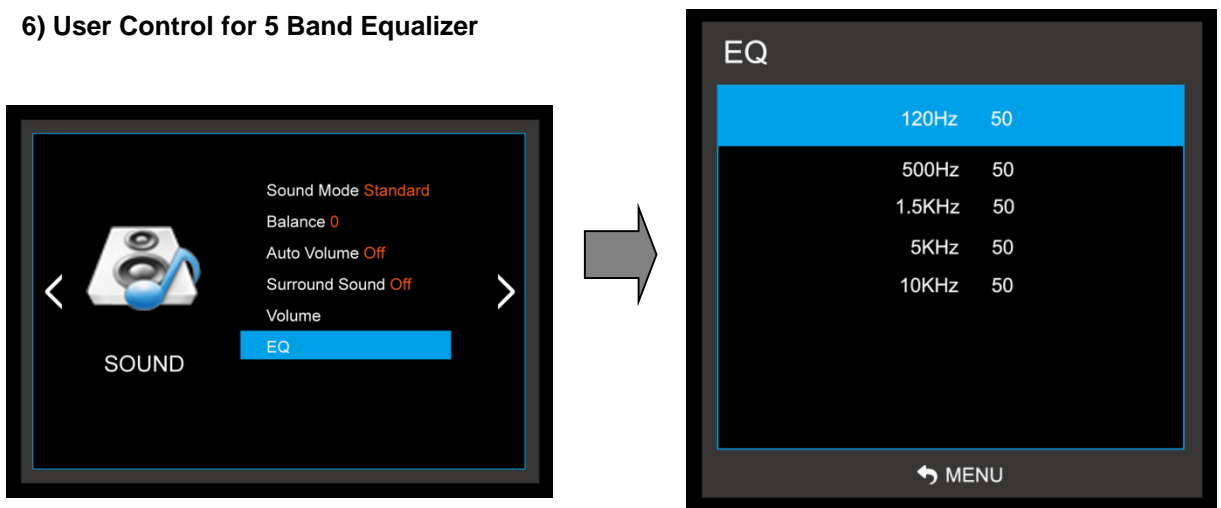 6) User Control for 5 Band Equalizer
Sound Mode Standard
Balance 0
Auto Volume Off
Surround Sound Off
Volume
EQ
SOUND
EQ
120Hz 50
500Hz 50
1.5KHz 50
5KHz 50
10KHz 50
MENU